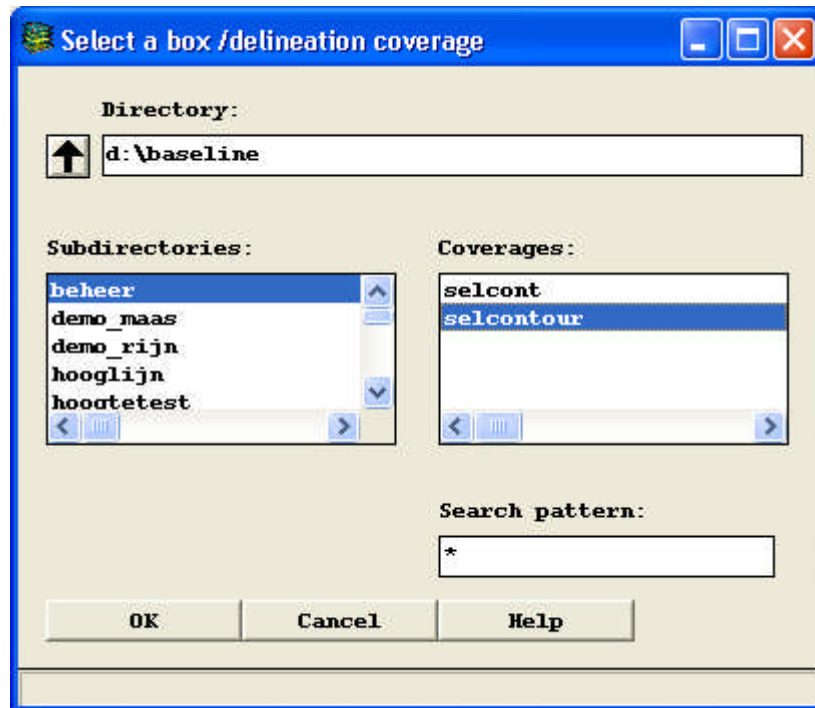 Select a box /delineation coverage
Directory:
d:\baseline
Subdirectories:
beheer
demo_maas
demo_rijn
hooglijn
hoogtetest
Coverages:
selcont
selcontour
Search pattern:
*
OK
Cancel
Help